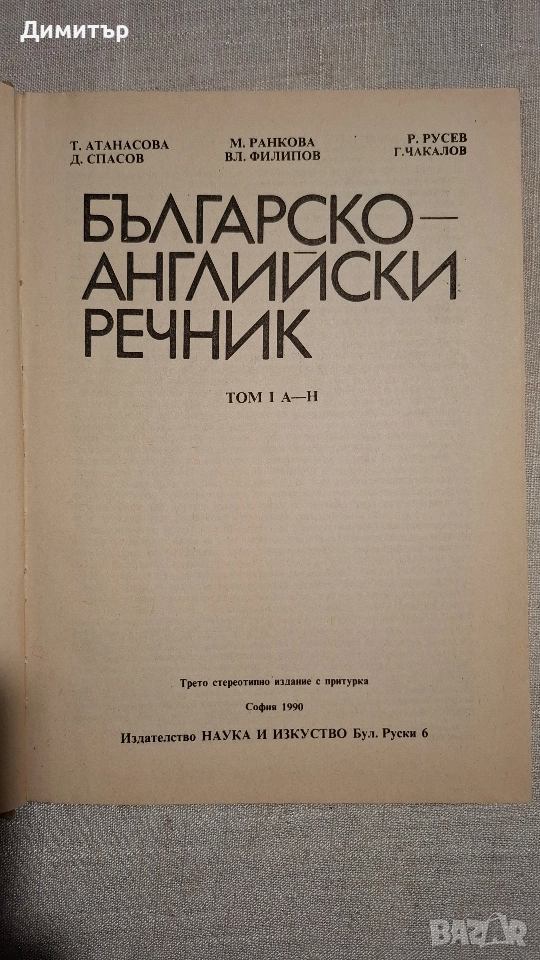 Димитър
Т. АТАНАСОВА М. РАНКОВА Р. РУСЕВ
Д. СПАСОВ ВЛ. ФИЛИПОВ Г. ЧАКАЛОВ
БЪЛГАРСКО—
АНГЛИЙСКИ
РЕЧНИК
ТОМ I А—Н
Трето стереотипно издание с притурка
София 1990
Издателство НАУКА И ИЗКУСТВО Бул. Руски 6
BAZAR